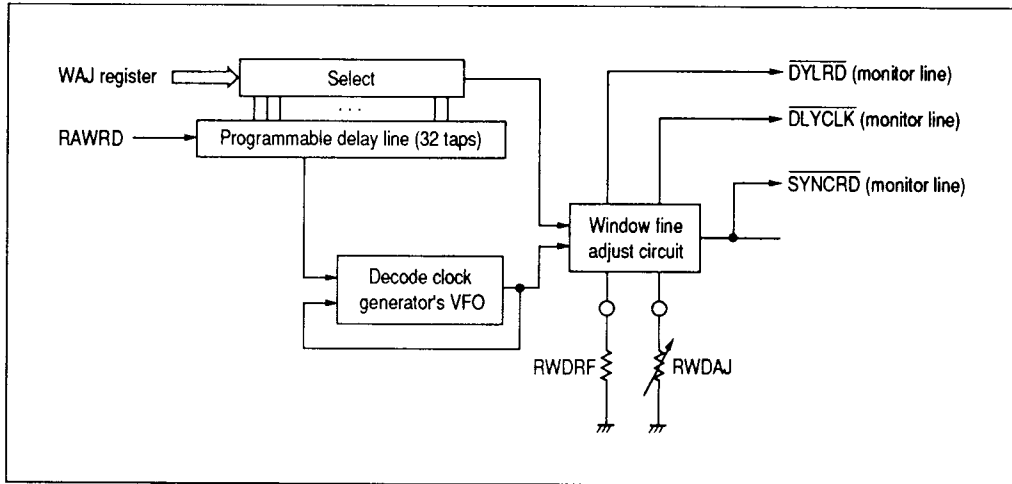 WAJ register
Select
. . .
RAWRD
Programmable delay line (32 taps)
DYLRD (monitor line)
DLYCLK (monitor line)
SYNCRD (monitor line)
Window fine
adjust circuit
Decode clock
generator's VFO
RWDRF
RWDAJ